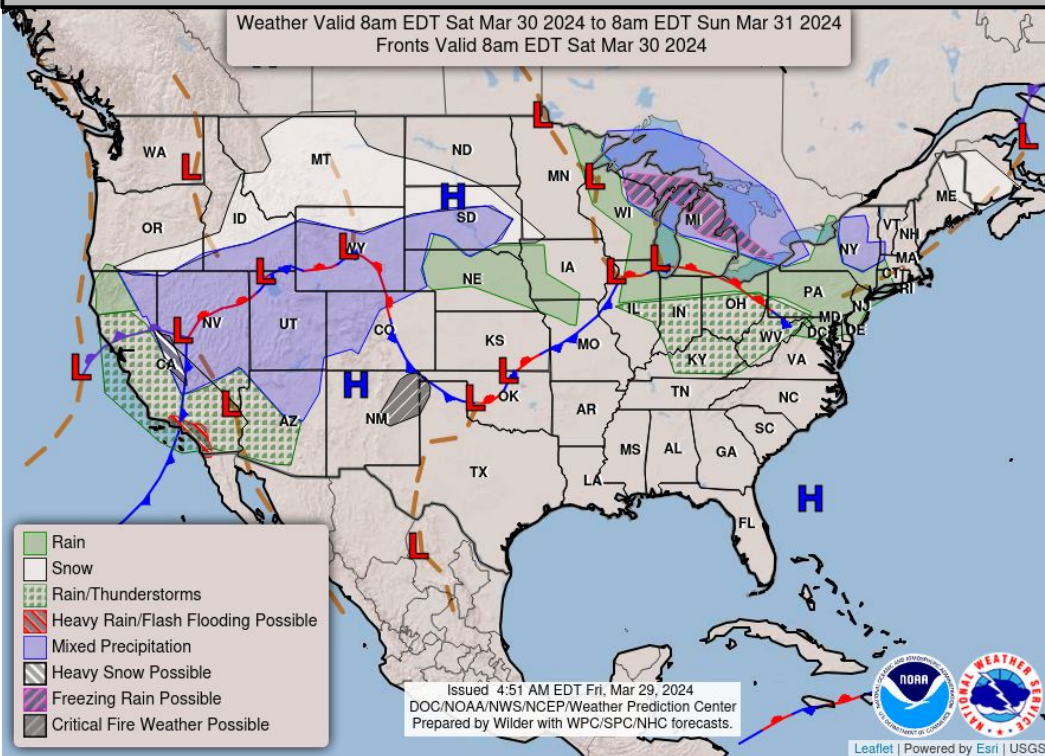 Weather Valid 8am EDT Sat Mar 30 2024 to 8am EDT Sun Mar 31 2024
Fronts Valid 8am EDT Sat Mar 30 2024
L
L
WA
MT
ND
MN
L
L
ME
ID
H
SD
WI
MI
VT
NH
OR
L
WY
NY
MA
CT
RI
L
NE
IA
L
L
PA
NJ
L
NV
UT
CO
IL
IN
OH
MD
DC
DE
WV
KS
MO
L
CA
KY
VA
H
L
TN
NC
L
AZ
NM
L
OK
AR
SC
MS
AL
GA
TX
LA
H
FL
L
Rain
Snow
Rain/Thunderstorms
Heavy Rain/Flash Flooding Possible
Mixed Precipitation
Heavy Snow Possible
Freezing Rain Possible
Critical Fire Weather Possible
Issued 4:51 AM EDT Fri, Mar 29, 2024
DOC/NOAA/NWS/NCEP/Weather Prediction Center
Prepared by Wilder with WPC/SPC/NHC forecasts.
NOAA
NATIONAL WEATHER SERVICE
Leaflet | Powered by Esri | USGS